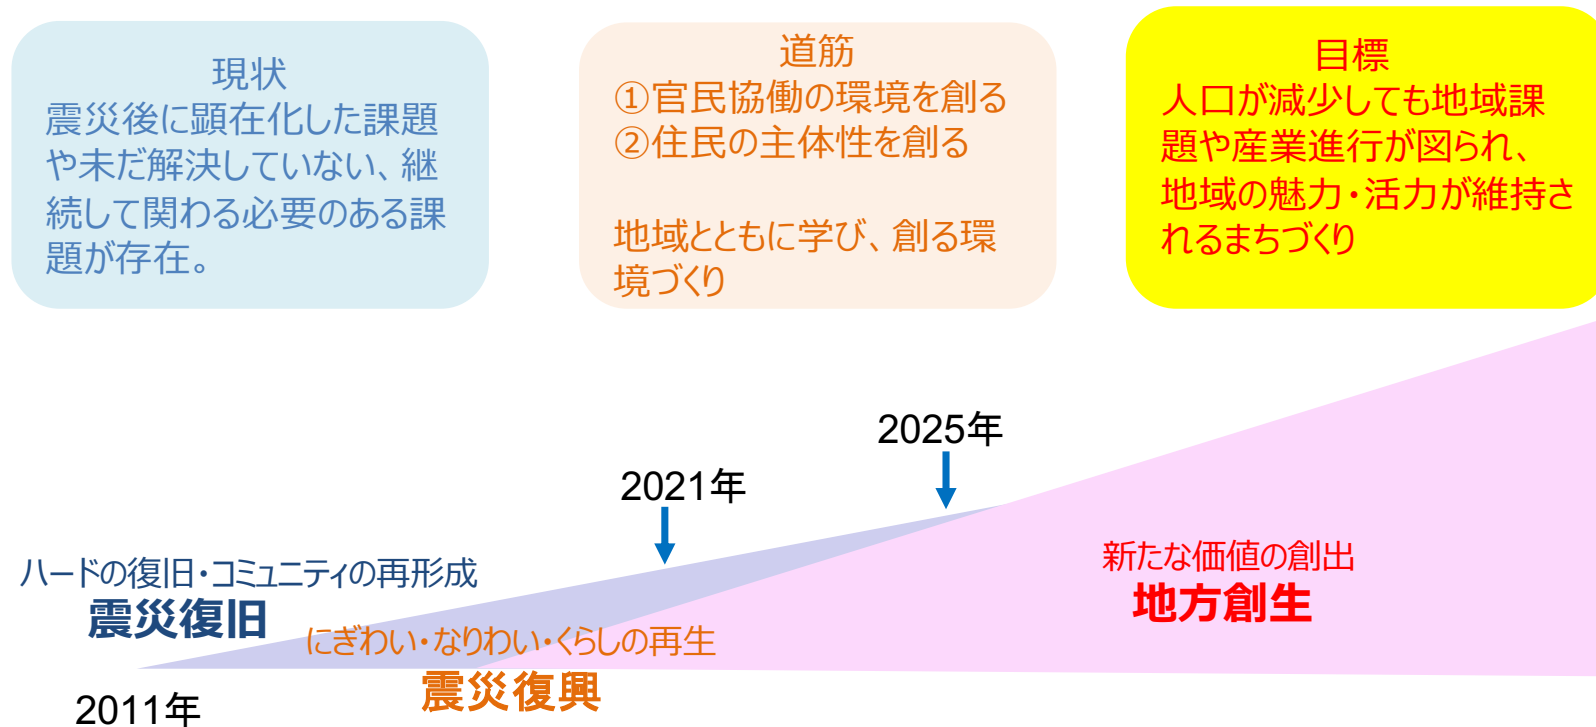 現状
震災後に顕在化した課題
や未だ解決していない、継
続して関わる必要のある課
題が存在。
道筋
①官民協働の環境を創る
②住民の主体性を創る
地域とともに学び、創る環
境づくり
目標
人口が減少しても地域課
題や産業進行が図られ、
地域の魅力・活力が維持さ
れるまちづくり
2025年
2021年
ハードの復旧・コミュニティの再形成
震災復旧
にぎわい・なりわい・くらしの再生
震災復興
新たな価値の創出
地方創生
2011年